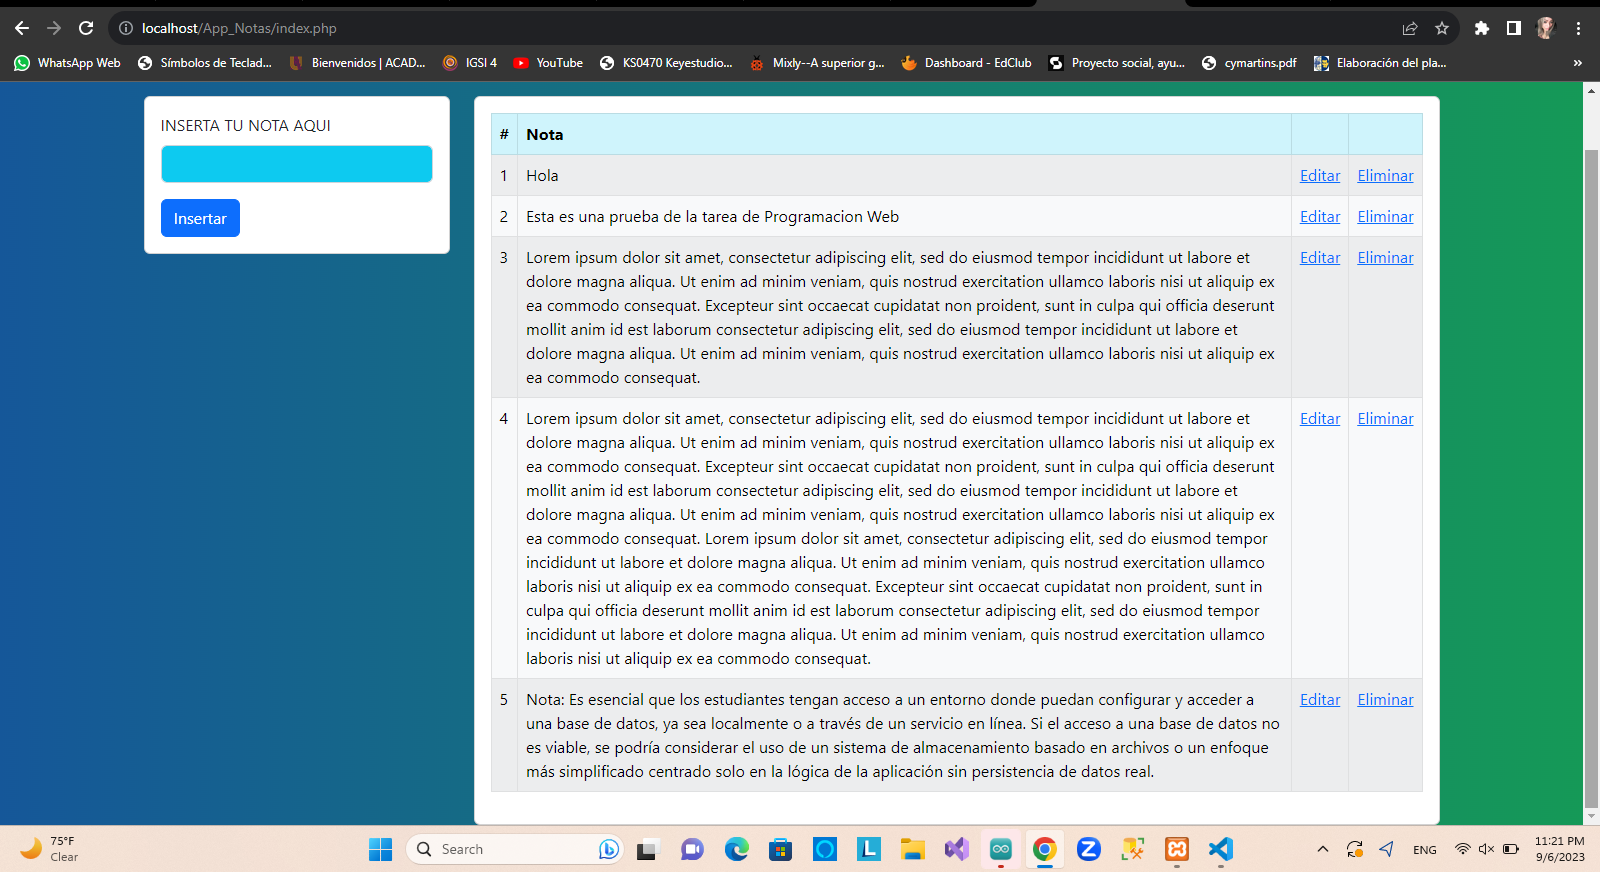 localhost/App_Notas/index.php
WhatsApp Web
Símbolos de Teclad...
Bienvenidos | ACAD...
IGSI 4
YouTube
KS0470 Keyestudio...
Mixly--A superior g...
Dashboard - EdClub
Proyecto social, ayu...
cymartins.pdf
Elaboración del pla...
»
INSERTA TU NOTA AQUI
Insertar
# Nota
1 Hola Editar Eliminar
2 Esta es una prueba de la tarea de Programacion Web Editar Eliminar
3 Lorem ipsum dolor sit amet, consectetur adipiscing elit, sed do eiusmod tempor incididunt ut labore et Editar Eliminar
dolore magna aliqua. Ut enim ad minim veniam, quis nostrud exercitation ullamco laboris nisi ut aliquip ex
ea commodo consequat. Excepteur sint occaecat cupidatat non proident, sunt in culpa qui officia deserunt
mollit anim id est laborum consectetur adipiscing elit, sed do eiusmod tempor incididunt ut labore et
dolore magna aliqua. Ut enim ad minim veniam, quis nostrud exercitation ullamco laboris nisi ut aliquip ex
ea commodo consequat.
4 Lorem ipsum dolor sit amet, consectetur adipiscing elit, sed do eiusmod tempor incididunt ut labore et Editar Eliminar
dolore magna aliqua. Ut enim ad minim veniam, quis nostrud exercitation ullamco laboris nisi ut aliquip ex
ea commodo consequat. Excepteur sint occaecat cupidatat non proident, sunt in culpa qui officia deserunt
mollit anim id est laborum consectetur adipiscing elit, sed do eiusmod tempor incididunt ut labore et
dolore magna aliqua. Ut enim ad minim veniam, quis nostrud exercitation ullamco laboris nisi ut aliquip ex
ea commodo consequat. Lorem ipsum dolor sit amet, consectetur adipiscing elit, sed do eiusmod tempor
incididunt ut labore et dolore magna aliqua. Ut enim ad minim veniam, quis nostrud exercitation ullamco
laboris nisi ut aliquip ex ea commodo consequat. Excepteur sint occaecat cupidatat non proident, sunt in
culpa qui officia deserunt mollit anim id est laborum consectetur adipiscing elit, sed do eiusmod tempor
incididunt ut labore et dolore magna aliqua. Ut enim ad minim veniam, quis nostrud exercitation ullamco
laboris nisi ut aliquip ex ea commodo consequat.
5 Nota: Es esencial que los estudiantes tengan acceso a un entorno donde puedan configurar y acceder a Editar Eliminar
una base de datos, ya sea localmente o a través de un servicio en línea. Si el acceso a una base de datos no
es viable, se podría considerar el uso de un sistema de almacenamiento basado en archivos o un enfoque
más simplificado centrado solo en la lógica de la aplicación sin persistencia de datos real.
75°F
Clear
Search
ENG
11:21 PM
9/6/2023